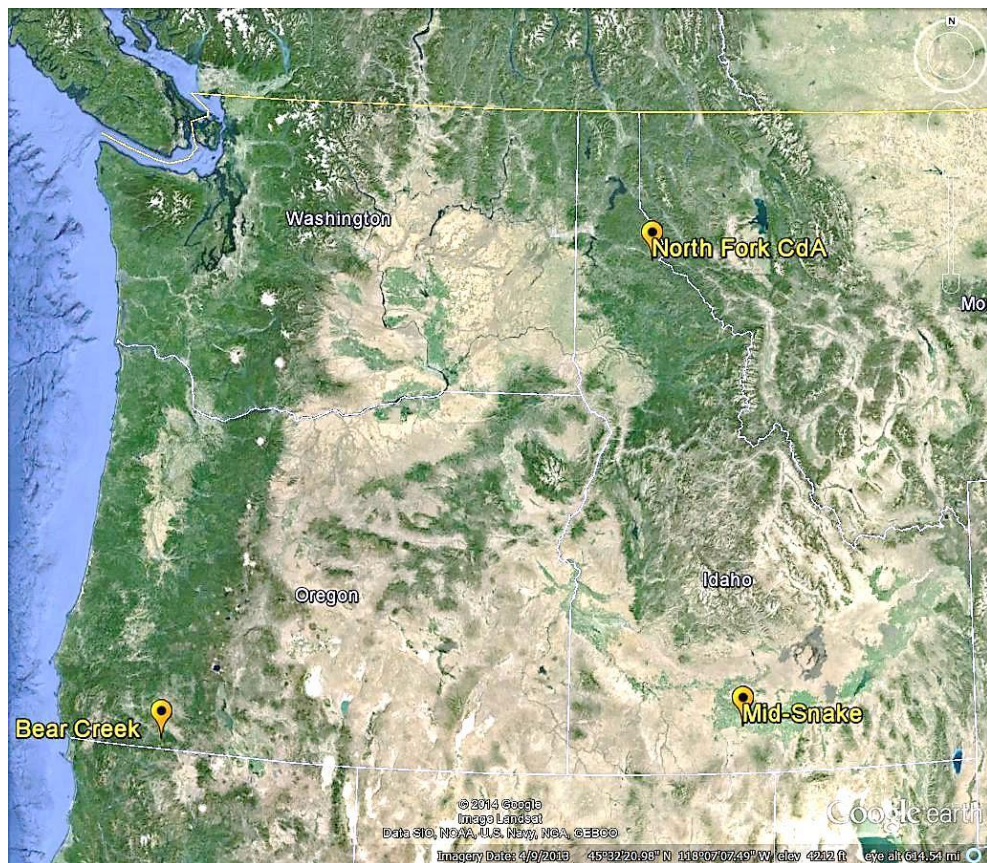 N
Washington
North Fork CdA
Mo
Oregon
Idaho
Bear Creek
Mid-Snake
© 2014 Google
Image Landsat
Data SIO, NOAA, U.S. Navy, NGA, GEBCO
Google earth
Imagery Date: 4/9/2013 45°32'20.98" N 118°07'07.49" W elev 4212 ft eye alt 614.54 mi